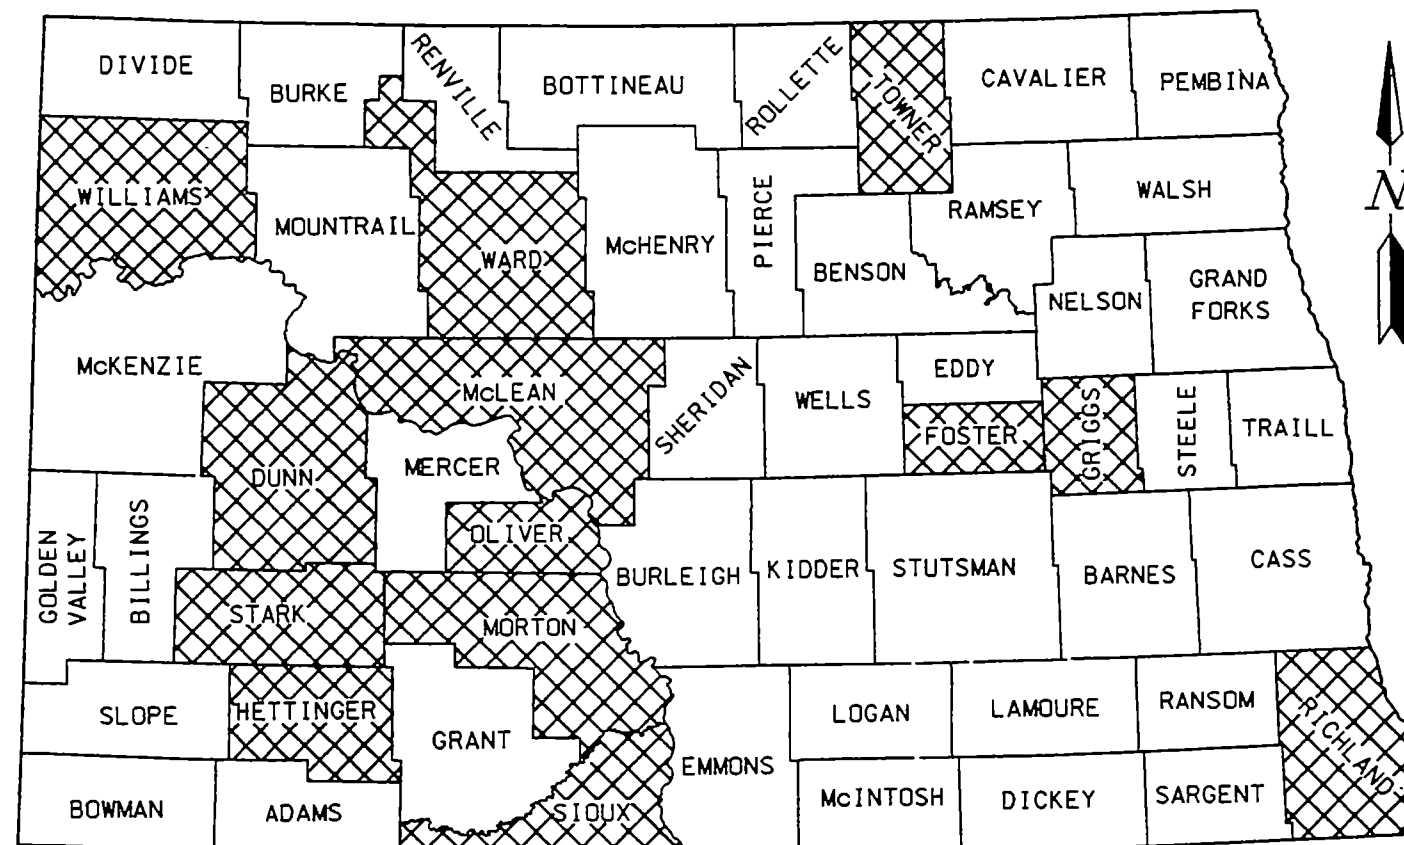 DIVIDE
BURKE
RENVILLE
BOTTINEAU
ROLLETTE
TOWNER
CAVALIER
PEMBINA
WILLIAMS
MOUNTRAIL
WARD
McHENRY
PIERCE
BENSON
RAMSEY
WALSH
N
NELSON
GRAND
FORKS
McKENZIE
McLEAN
SHERIDAN
WELLS
EDDY
FOSTER
GRIGGS
STEELE
TRAILL
DUNN
MERCER
OLIVER
GOLDEN
VALLEY
BILLINGS
STARK
MORTON
BURLEIGH
KIDDER
STUTSMAN
BARNES
CASS
SLOPE
HETTINGER
GRANT
EMMONS
LOGAN
LAMOURE
RANSOM
RICHLAND
BOWMAN
ADAMS
SIOUX
McINTOSH
DICKEY
SARGENT